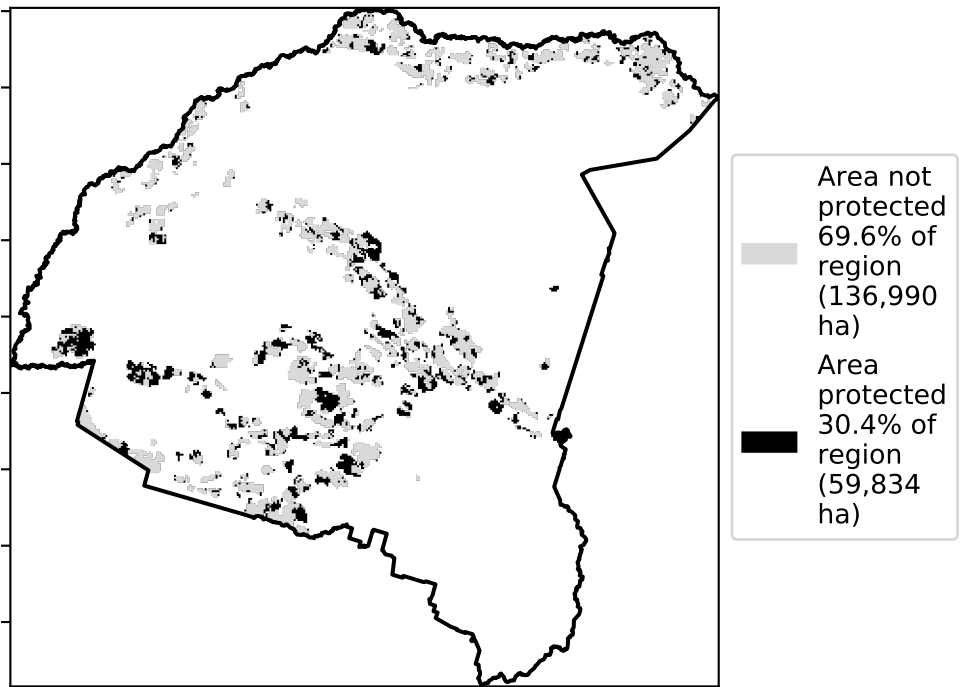 Area not
protected
69.6% of
region
(136,990
ha)
Area
protected
30.4% of
region
(59,834
ha)